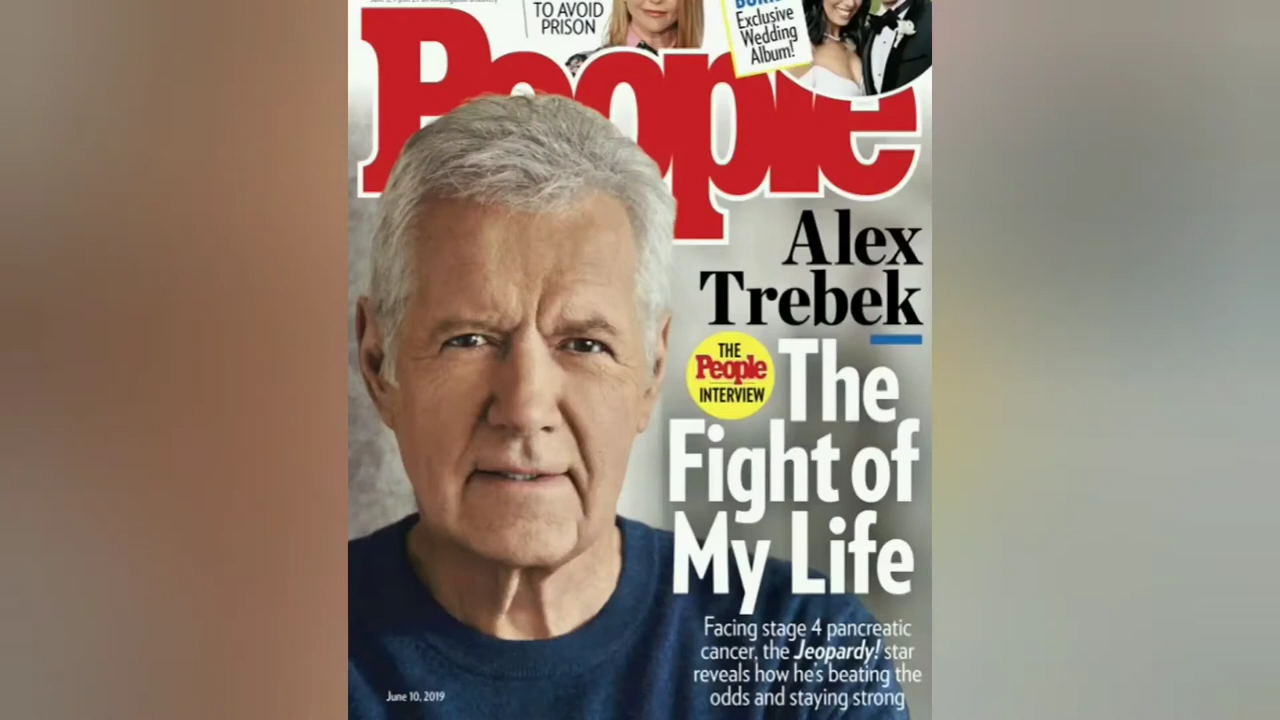 TO AVOID
PRISON
Exclusive
Wedding
Album!
People
Alex
Trebek
THE
People
INTERVIEW
The
Fight of
My Life
Facing stage 4 pancreatic
cancer, the Jeopardy! star
reveals how he's beating the
odds and staying strong
June 10, 2019